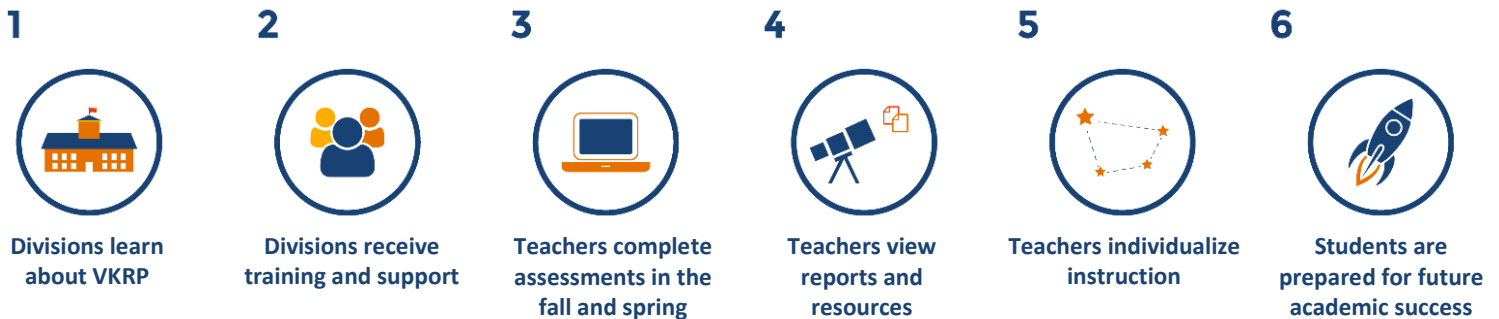 1
Divisions learn
about VKRP
2
Divisions receive
training and support
3
Teachers complete
assessments in the
fall and spring
4
Teachers view
reports and
resources
5
Teachers individualize
instruction
6
Students are
prepared for future
academic success